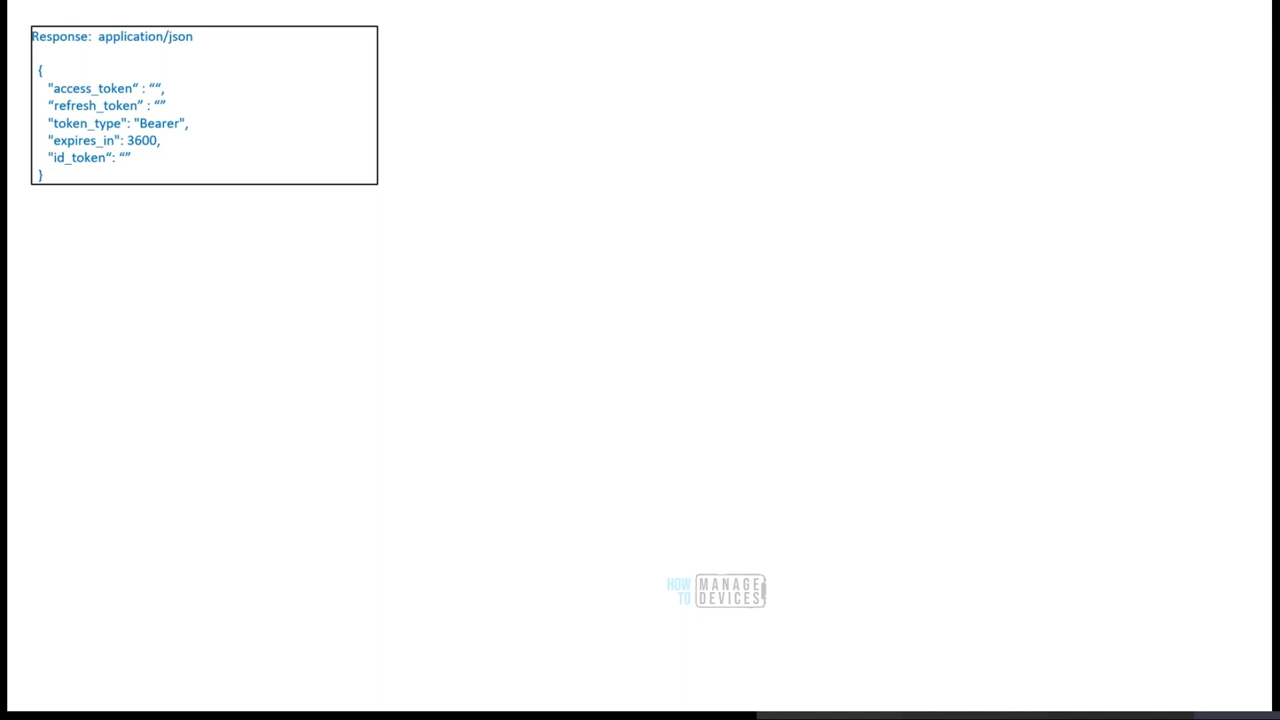 Response:  application/json
{
"access_token“ : ““,
“refresh_token” : “”
"token_type": "Bearer",
"expires_in": 3600,
"id_token“: “”
}
HOW TO MANAGE DEVICES